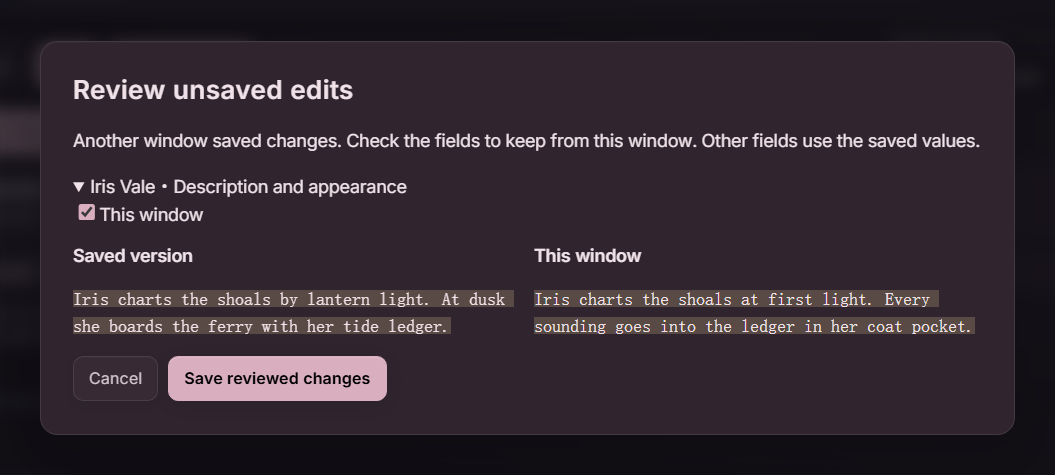 Review unsaved edits
Another window saved changes. Check the fields to keep from this window. Other fields use the saved values.
▼ Iris Vale • Description and appearance
This window
Saved version
Iris charts the shoals by lantern light. At dusk
she boards the ferry with her tide ledger.
This window
Iris charts the shoals at first light. Every
sounding goes into the ledger in her coat pocket.
Cancel
Save reviewed changes